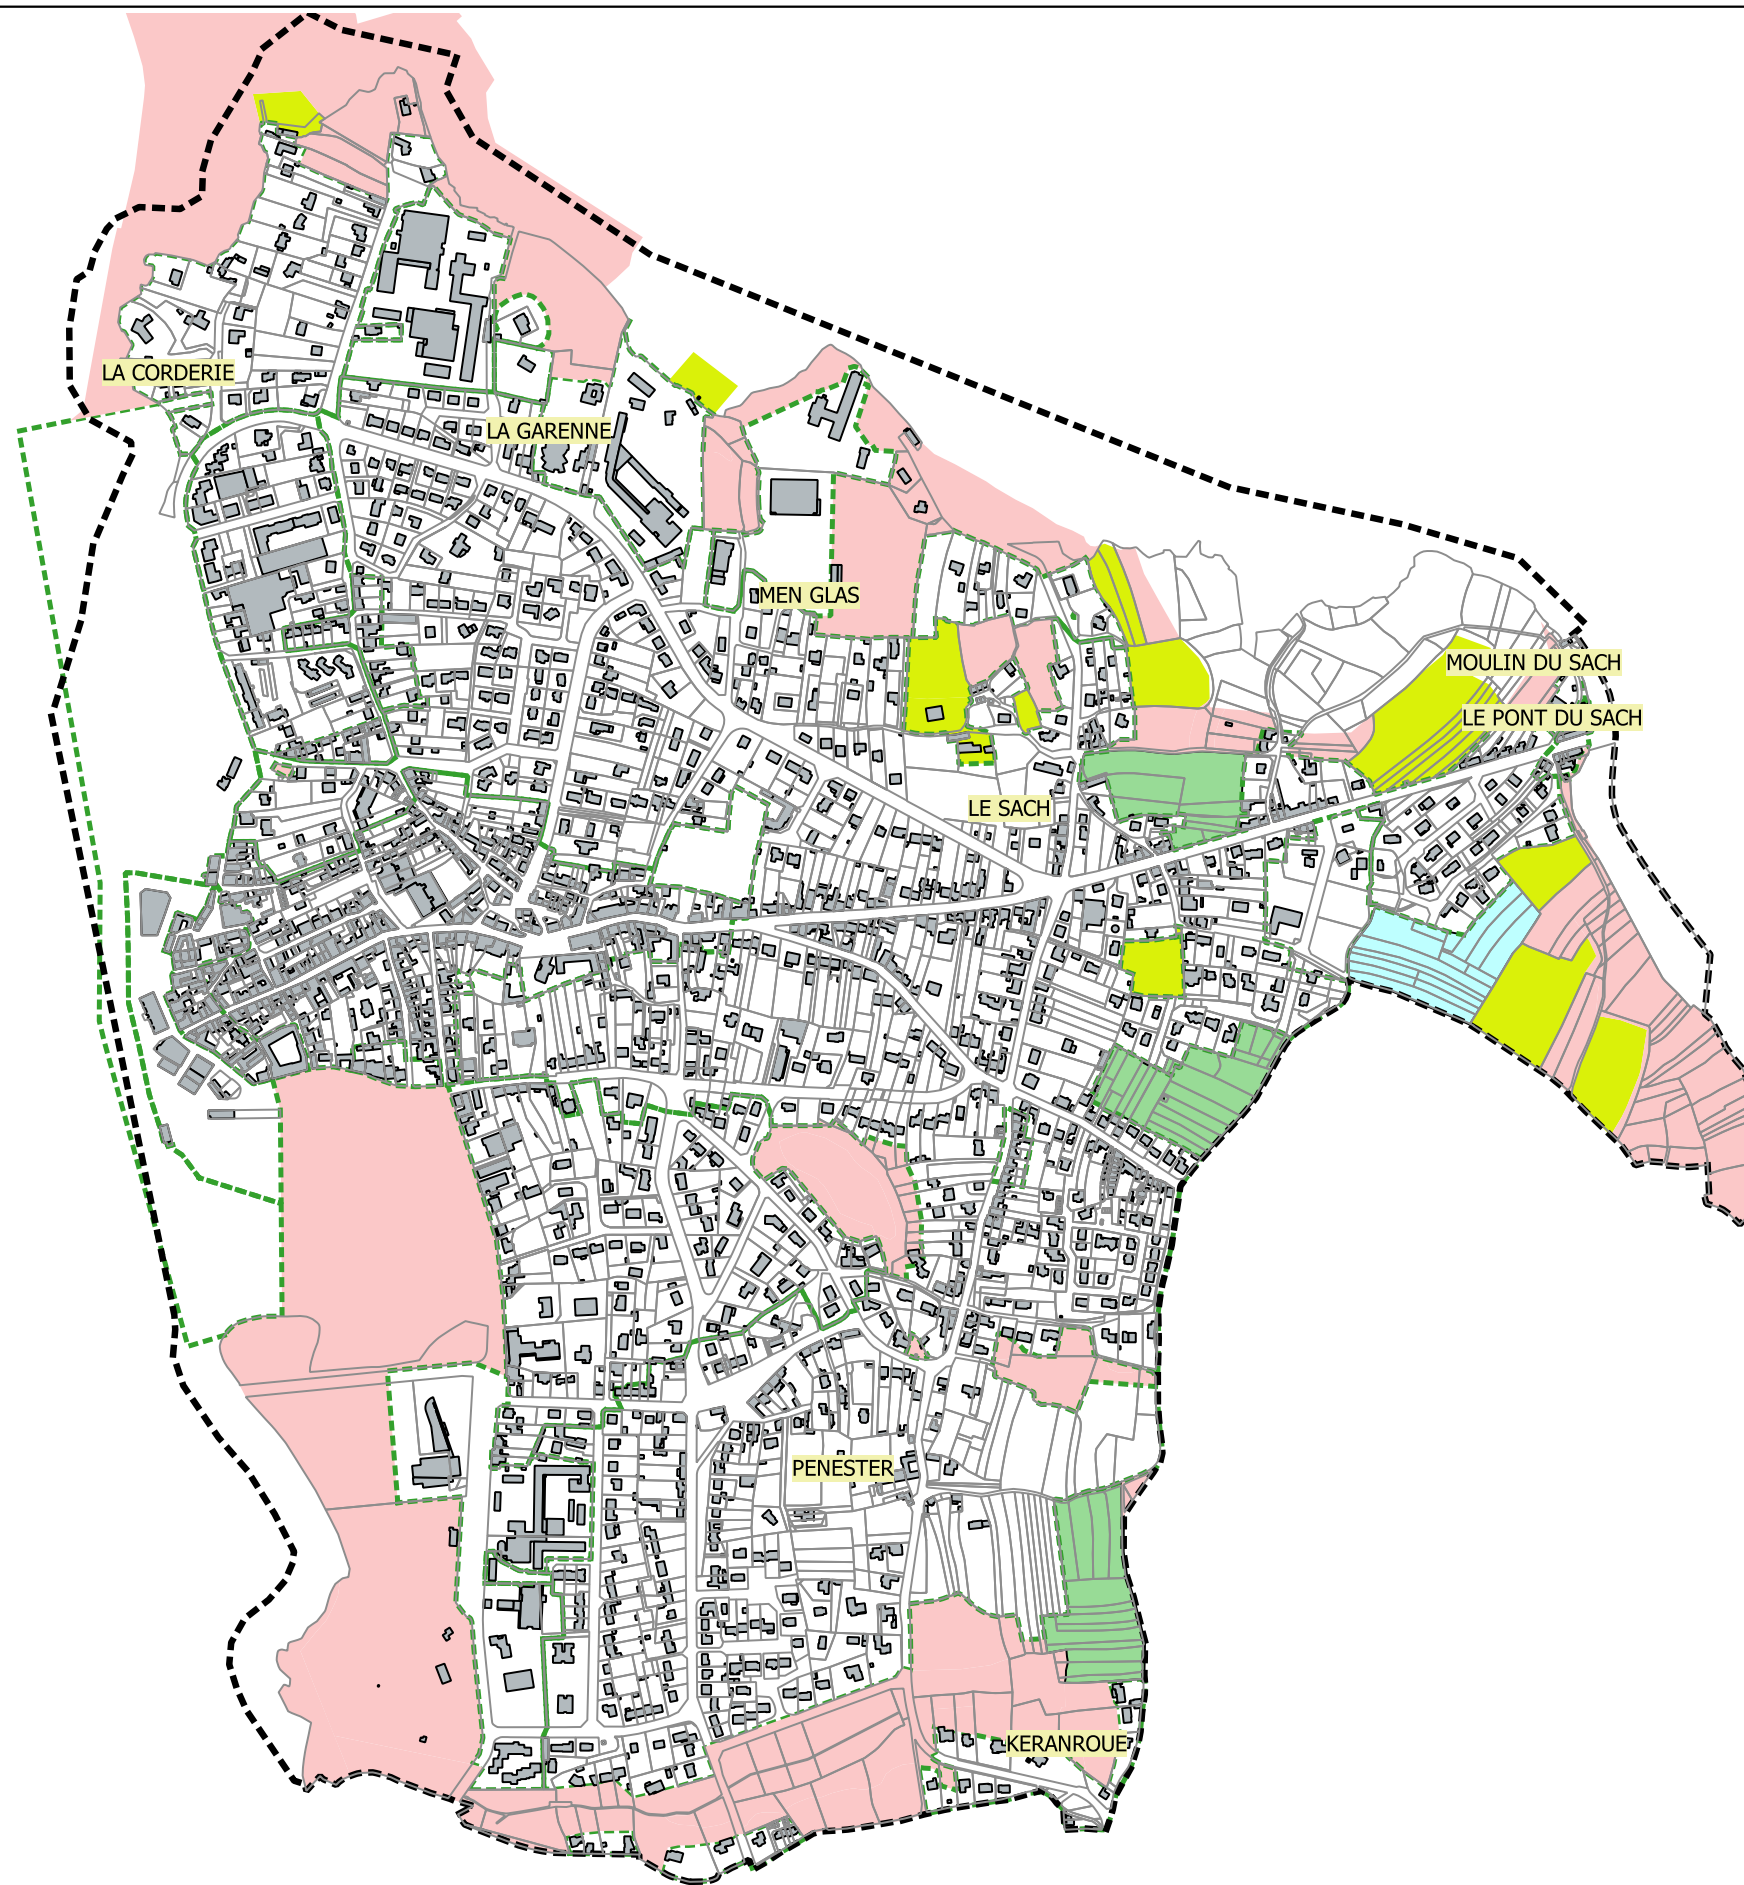 LA CORDERIE
LA GARENNE
MEN GLAS
MOULIN DU SACH
LE PONT DU SACH
LE SACH
PENESTER
KERANROUE